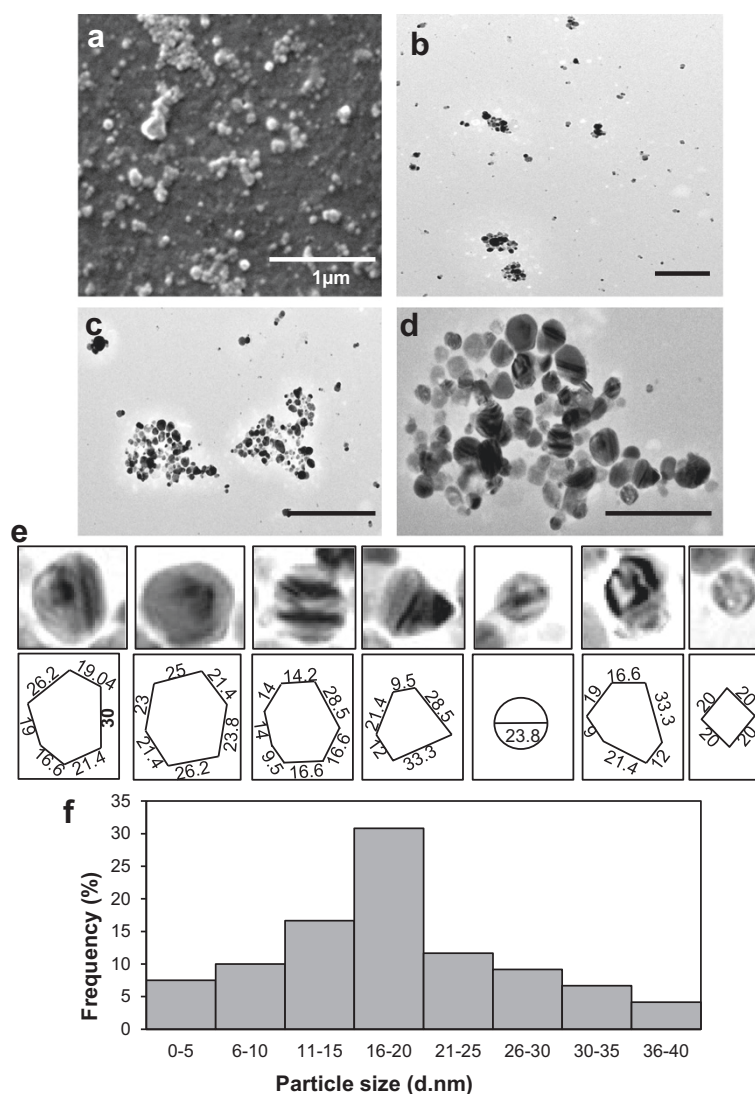 a
b
1µm
c
d
e
26.2 19.04 30 21.4 16.6 19
25 21.4 23.8 26.2 21.4 23
14 14.2 28.5 16.6 16.6 9.5 14
21.4 9.5 28.5 33.3 12
23.8
19 16.6 33.3 12 21.4 9
20 20 20 20
f
35
30
25
20
15
10
5
0
Frequency (%)
0-5 6-10 11-15 16-20 21-25 26-30 30-35 36-40
Particle size (d.nm)